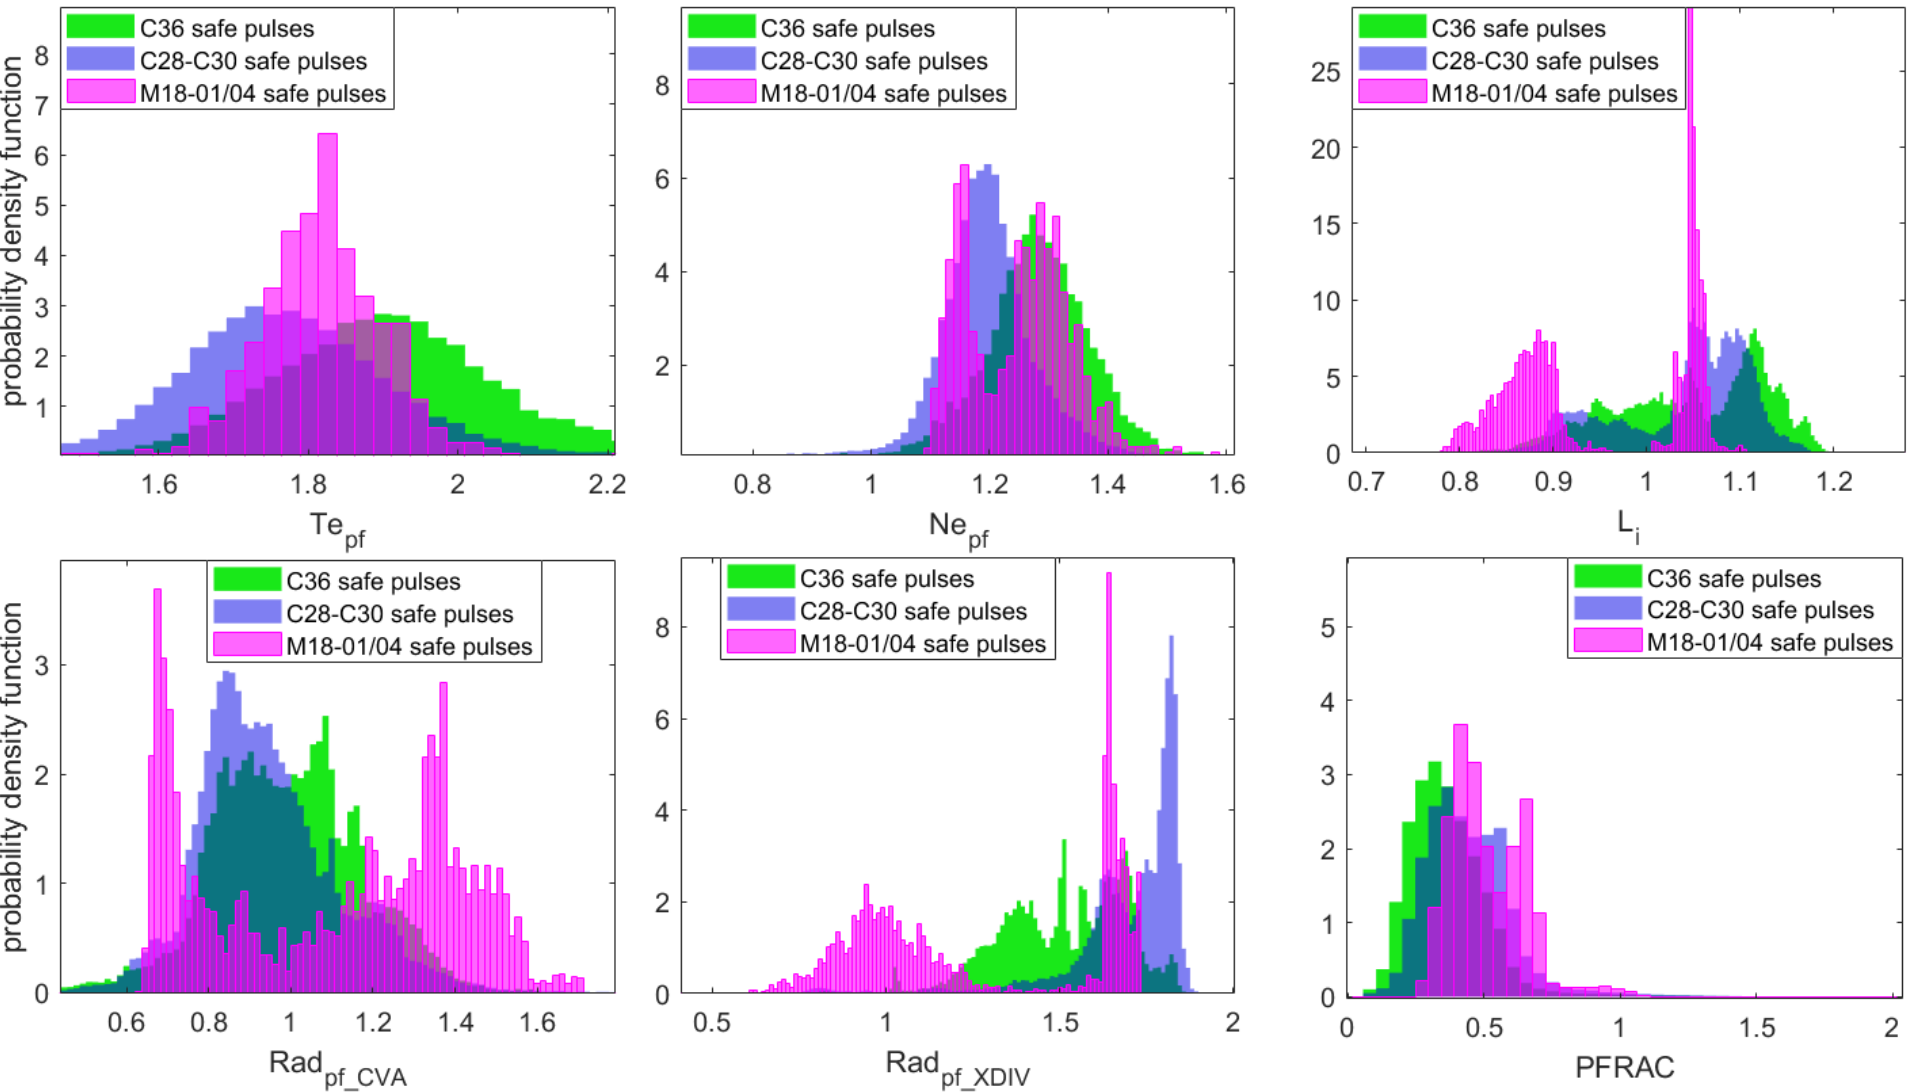 C36 safe pulses
C28-C30 safe pulses
M18-01/04 safe pulses
probability density function
8
7
6
5
4
3
2
1
1.6 1.8 2 2.2
Te_pf
C36 safe pulses
C28-C30 safe pulses
M18-01/04 safe pulses
8
6
4
2
0.8 1 1.2 1.4 1.6
Ne_pf
C36 safe pulses
C28-C30 safe pulses
M18-01/04 safe pulses
25
20
15
10
5
0
0.7 0.8 0.9 1 1.1 1.2
L_i
C36 safe pulses
C28-C30 safe pulses
M18-01/04 safe pulses
probability density function
3
2
1
0
0.6 0.8 1 1.2 1.4 1.6
Rad_pf_CVA
C36 safe pulses
C28-C30 safe pulses
M18-01/04 safe pulses
8
6
4
2
0
0.5 1 1.5 2
Rad_pf_XDIV
C36 safe pulses
C28-C30 safe pulses
M18-01/04 safe pulses
5
4
3
2
1
0
0 0.5 1 1.5 2
PFRAC